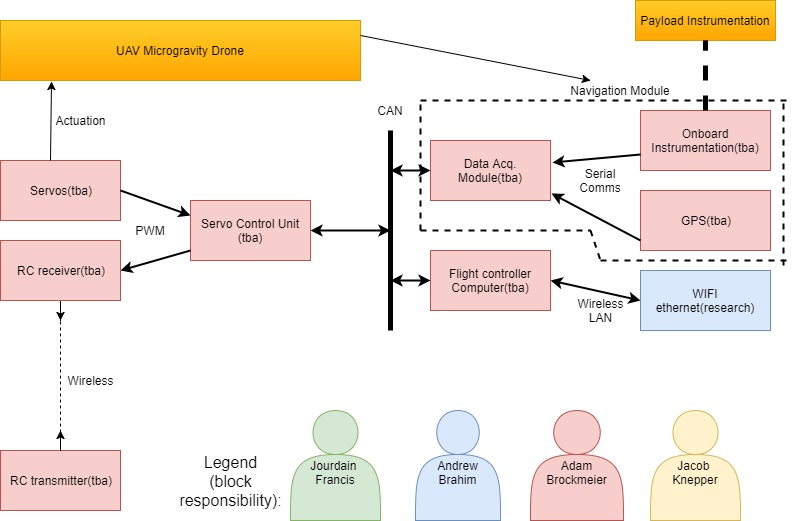 Payload Instrumentation
UAV Microgravity Drone
Navigation Module
CAN
Actuation
Onboard
Instrumentation(tba)
Data Acq.
Module(tba)
Serial
Comms
Servos(tba)
GPS(tba)
Servo Control Unit
(tba)
PWM
RC receiver(tba)
Flight controller
Computer(tba)
WIFI
ethernet(research)
Wireless
LAN
Wireless
RC transmitter(tba)
Legend
(block
responsibility):
Jourdain
Francis
Andrew
Brahim
Adam
Brockmeier
Jacob
Knepper